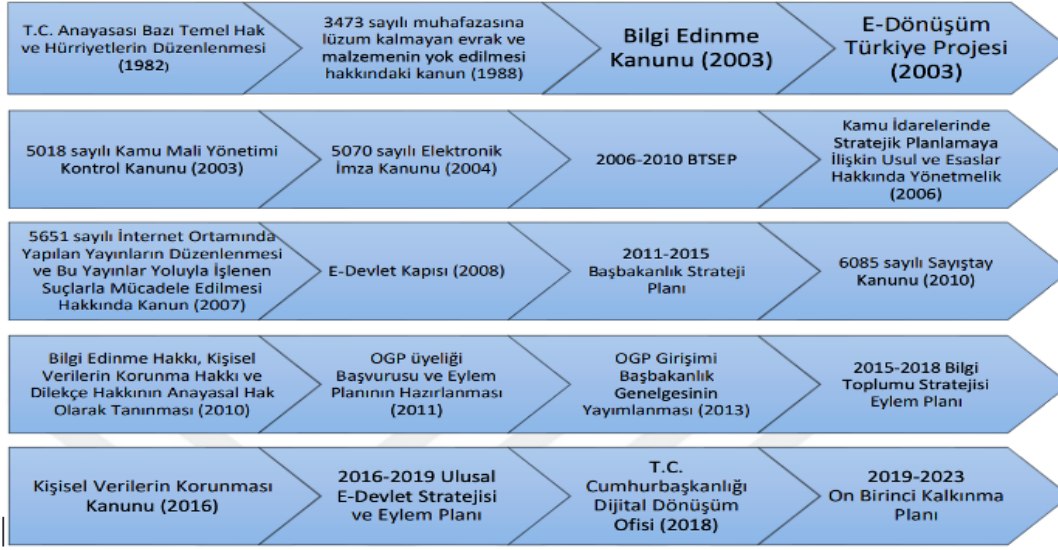 T.C. Anayasası Bazı Temel Hak
ve Hürriyetlerin Düzenlenmesi
(1982)
3473 sayılı muhafazasına
lüzum kalmayan evrak ve
malzemenin yok edilmesi
hakkındaki kanun (1988)
Bilgi Edinme
Kanunu (2003)
E-Dönüşüm
Türkiye Projesi
(2003)
5018 sayılı Kamu Mali Yönetimi
Kontrol Kanunu (2003)
5070 sayılı Elektronik
İmza Kanunu (2004)
2006-2010 BTSEP
Kamu İdarelerinde
Stratejik Planlamaya
İlişkin Usul ve Esaslar
Hakkında Yönetmelik
(2006)
5651 sayılı İnternet Ortamında
Yapılan Yayınların Düzenlenmesi
ve Bu Yayınlar Yoluyla İşlenen
Suçlarla Mücadele Edilmesi
Hakkında Kanun (2007)
E-Devlet Kapısı (2008)
2011-2015
Başbakanlık Strateji
Planı
6085 sayılı Sayıştay
Kanunu (2010)
Bilgi Edinme Hakkı, Kişisel
Verilerin Korunma Hakkı ve
Dilekçe Hakkının Anayasal Hak
Olarak Tanınması (2010)
OGP üyeliği
Başvurusu ve Eylem
Planının Hazırlanması
(2011)
OGP Girişimi
Başbakanlık
Genelgesinin
Yayımlanması (2013)
2015-2018 Bilgi
Toplumu Stratejisi
Eylem Planı
Kişisel Verilerin Korunması
Kanunu (2016)
2016-2019 Ulusal
E-Devlet Stratejisi
ve Eylem Planı
T.C.
Cumhurbaşkanlığı
Dijital Dönüşüm
Ofisi (2018)
2019-2023
On Birinci Kalkınma
Planı